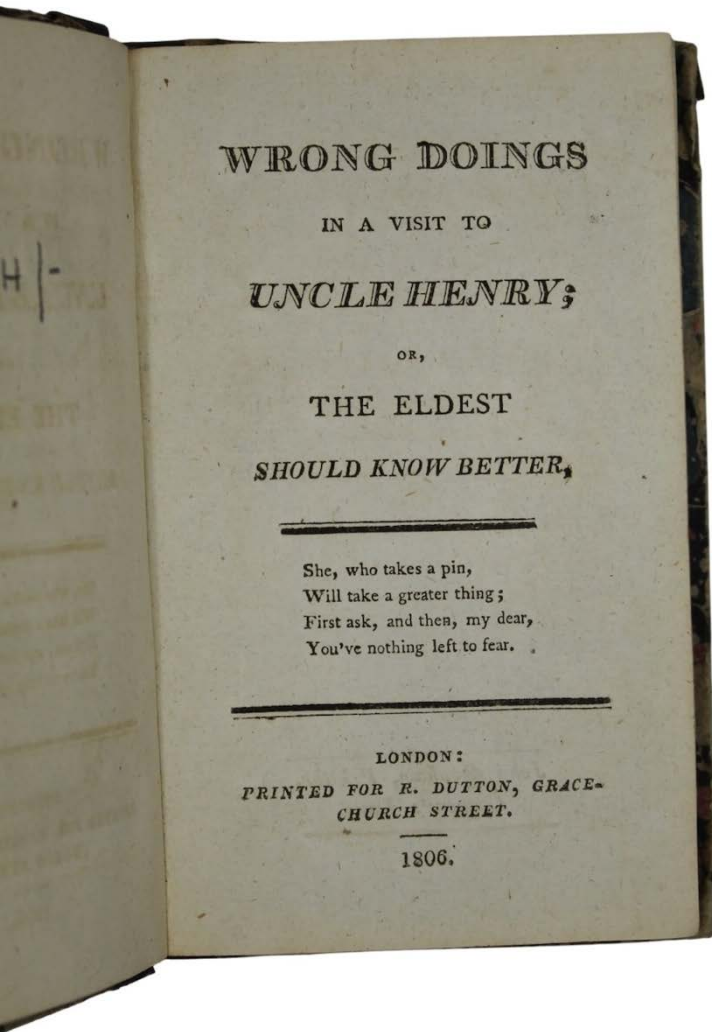 WRONG DOINGS
IN A VISIT TO
UNCLE HENRY;
OR,
THE ELDEST
SHOULD KNOW BETTER,
She, who takes a pin,
Will take a greater thing;
First ask, and then, my dear,
You've nothing left to fear.
LONDON:
PRINTED FOR R. DUTTON, GRACE-
CHURCH STREET.
1806.